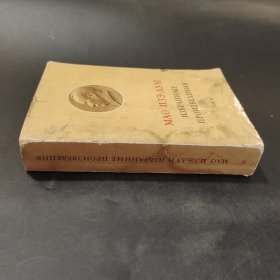 МАО ЦЗЭ-ДУН
ИЗБРАННЫЕ
ПРОИЗВЕДЕНИЯ
МАО ЦЗЭ-ДУН ИЗБРАННЫЕ ПРОИЗВЕДЕНИЯ